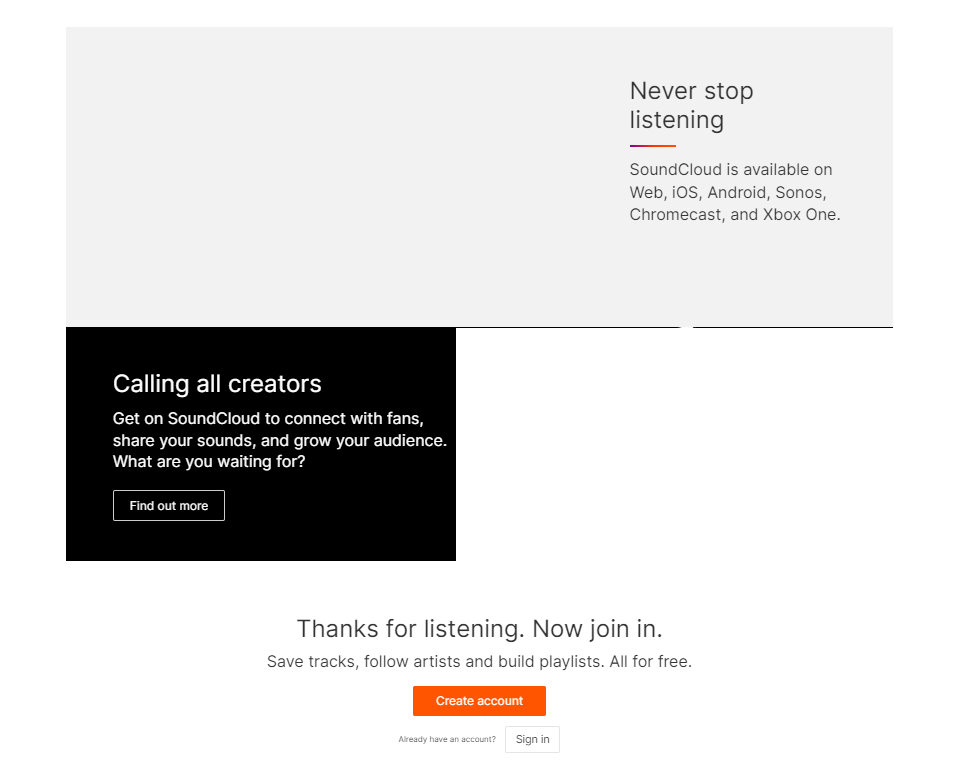 Never stop
listening
SoundCloud is available on
Web, iOS, Android, Sonos,
Chromecast, and Xbox One.
Calling all creators
Get on SoundCloud to connect with fans,
share your sounds, and grow your audience.
What are you waiting for?
Find out more
Thanks for listening. Now join in.
Save tracks, follow artists and build playlists. All for free.
Create account
Already have an account? Sign in